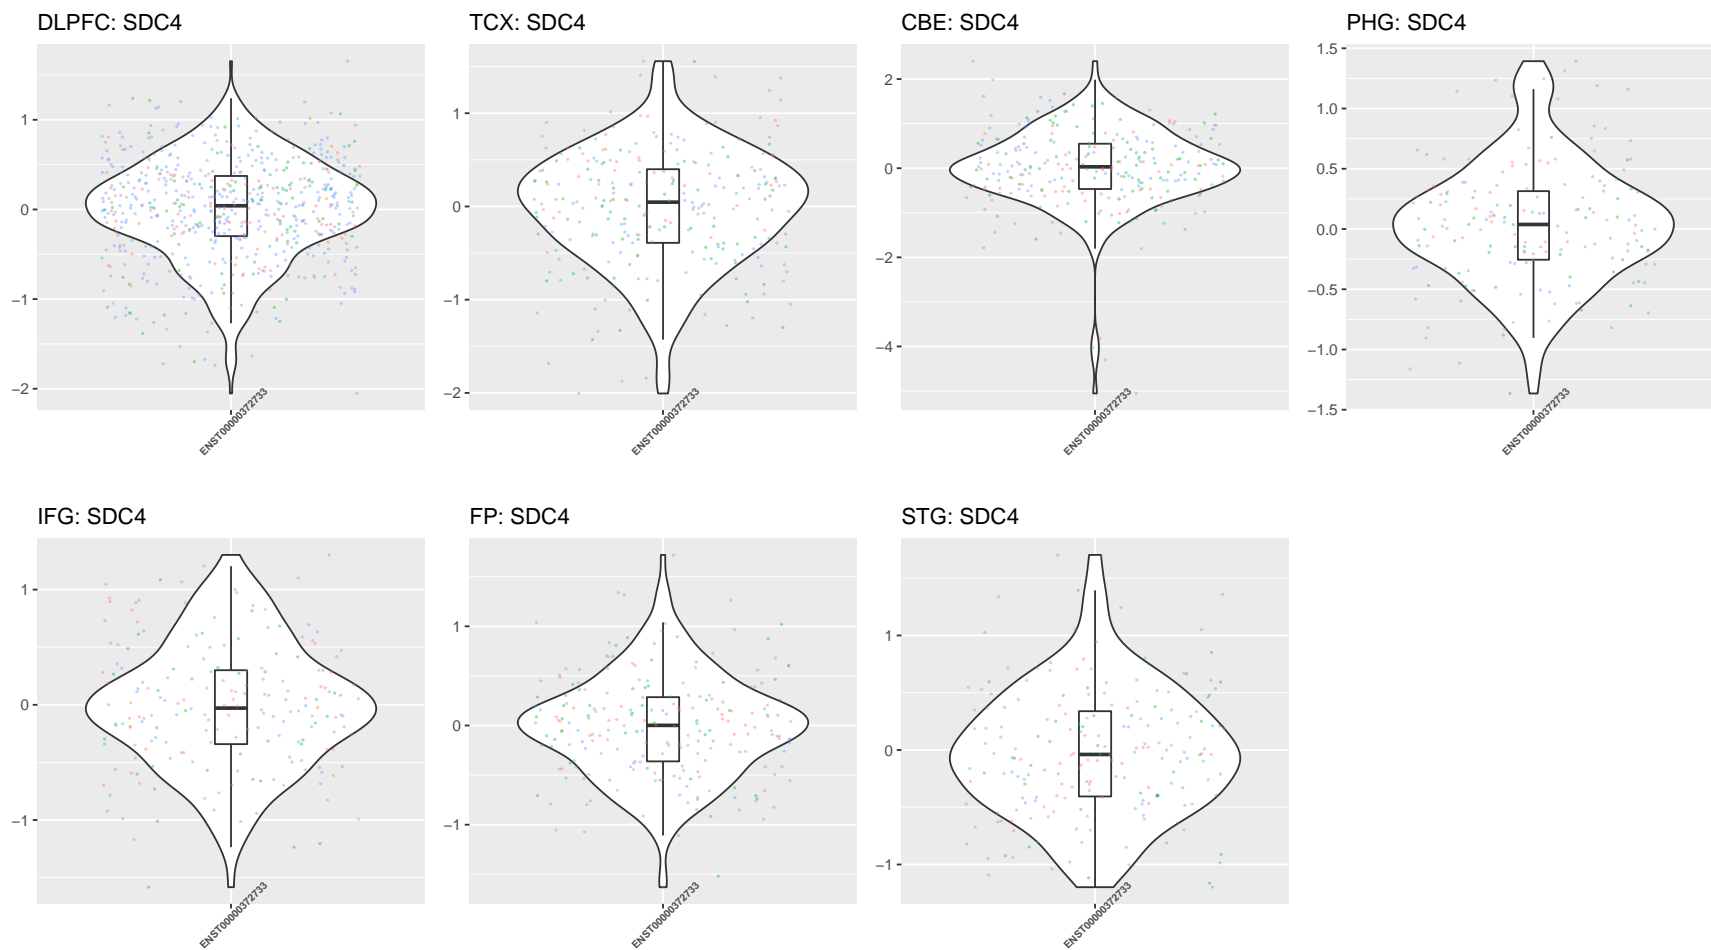 DLPFC: SDC4
1
0
−1
−2
ENST00000372733
TCX: SDC4
1
0
−1
−2
ENST00000372733
CBE: SDC4
2
0
−2
−4
ENST00000372733
PHG: SDC4
1.5
1.0
0.5
0.0
−0.5
−1.0
−1.5
ENST00000372733
IFG: SDC4
1
0
−1
ENST00000372733
FP: SDC4
1
0
−1
ENST00000372733
STG: SDC4
1
0
−1
ENST00000372733